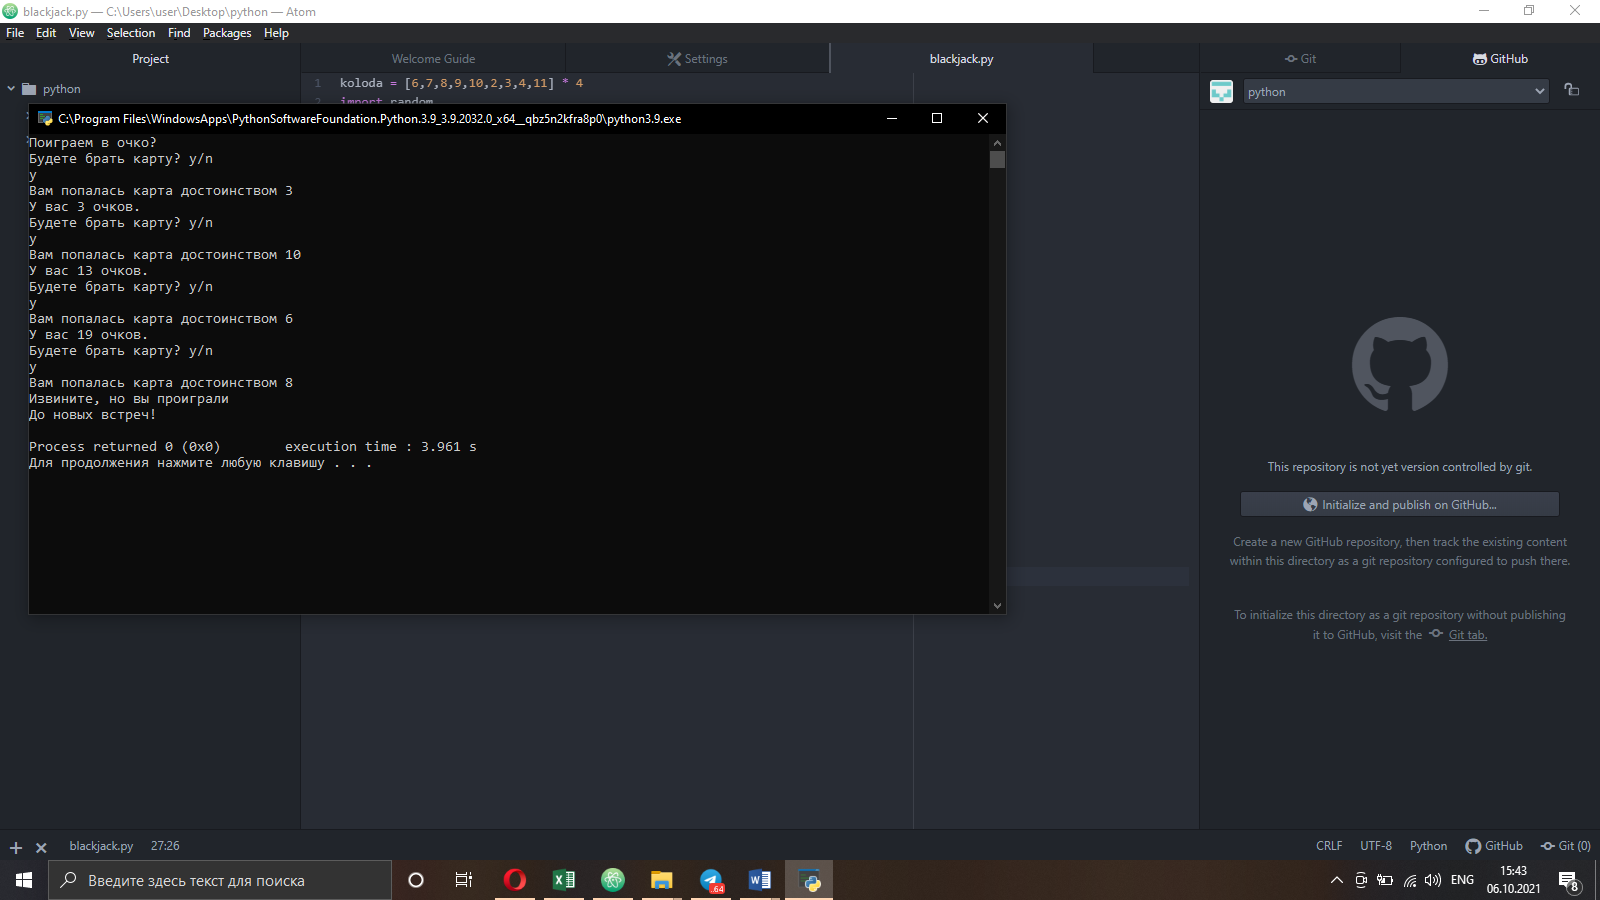 blackjack.py — C:\Users\user\Desktop\python — Atom
File Edit View Selection Find Packages Help
Project
Welcome Guide
Settings
blackjack.py
Git
GitHub
python
1 koloda = [6,7,8,9,10,2,3,4,11] * 4
2 import random
python
C:\Program Files\WindowsApps\PythonSoftwareFoundation.Python.3.9_3.9.2032.0_x64__qbz5n2kfra8p0\python3.9.exe
Поиграем в очко?
Будете брать карту? y/n
y
Вам попалась карта достоинством 3
У вас 3 очков.
Будете брать карту? y/n
y
Вам попалась карта достоинством 10
У вас 13 очков.
Будете брать карту? y/n
y
Вам попалась карта достоинством 6
У вас 19 очков.
Будете брать карту? y/n
y
Вам попалась карта достоинством 8
Извините, но вы проиграли
До новых встреч!
Process returned 0 (0x0) execution time : 3.961 s
Для продолжения нажмите любую клавишу . . .
This repository is not yet version controlled by git.
Initialize and publish on GitHub...
Create a new GitHub repository, then track the existing content
within this directory as a git repository configured to push there.
To initialize this directory as a git repository without publishing
it to GitHub, visit the Git tab.
blackjack.py 27:26
CRLF UTF-8 Python GitHub Git (0)
Введите здесь текст для поиска
64
ENG
15:43
06.10.2021
8